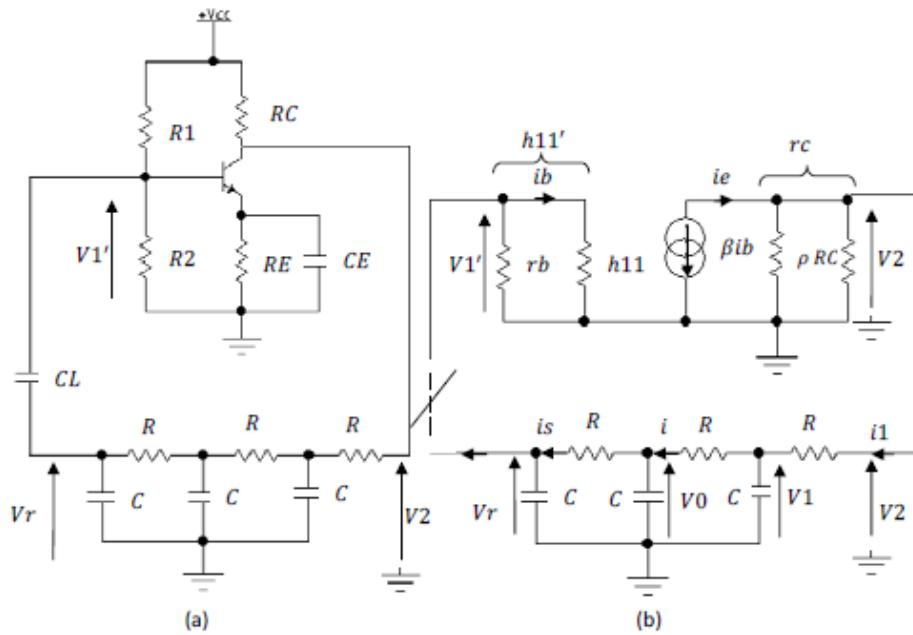 +Vcc
RC
R1
V1′
R2
RE
CE
CL
R
R
R
C
C
C
Vr
V2
(a)
h11′
ib
ie
rc
V1′
rb
h11
βib
ρ RC
V2
is
R
i
R
R
i1
Vr
C
C
V0
C
V1
V2
(b)